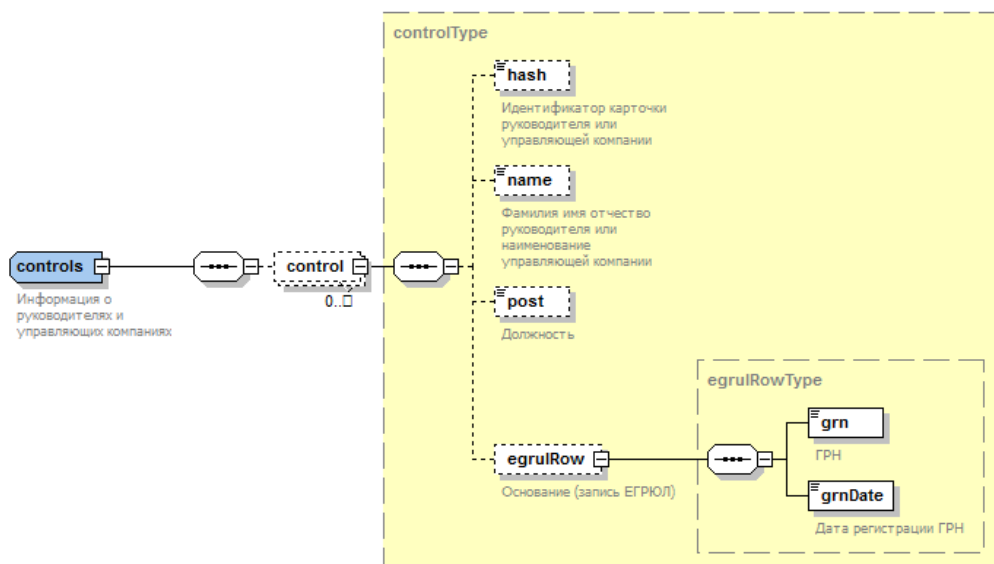 controlType
hash
Идентификатор карточки
руководителя или
управляющей компании
name
Фамилия имя отчество
руководителя или
наименование
управляющей компании
controls
Информация о
руководителях и
управляющих компаниях
control
0..□
post
Должность
egrulRow
Основание (запись ЕГРЮЛ)
egrulRowType
grn
ГРН
grnDate
Дата регистрации ГРН